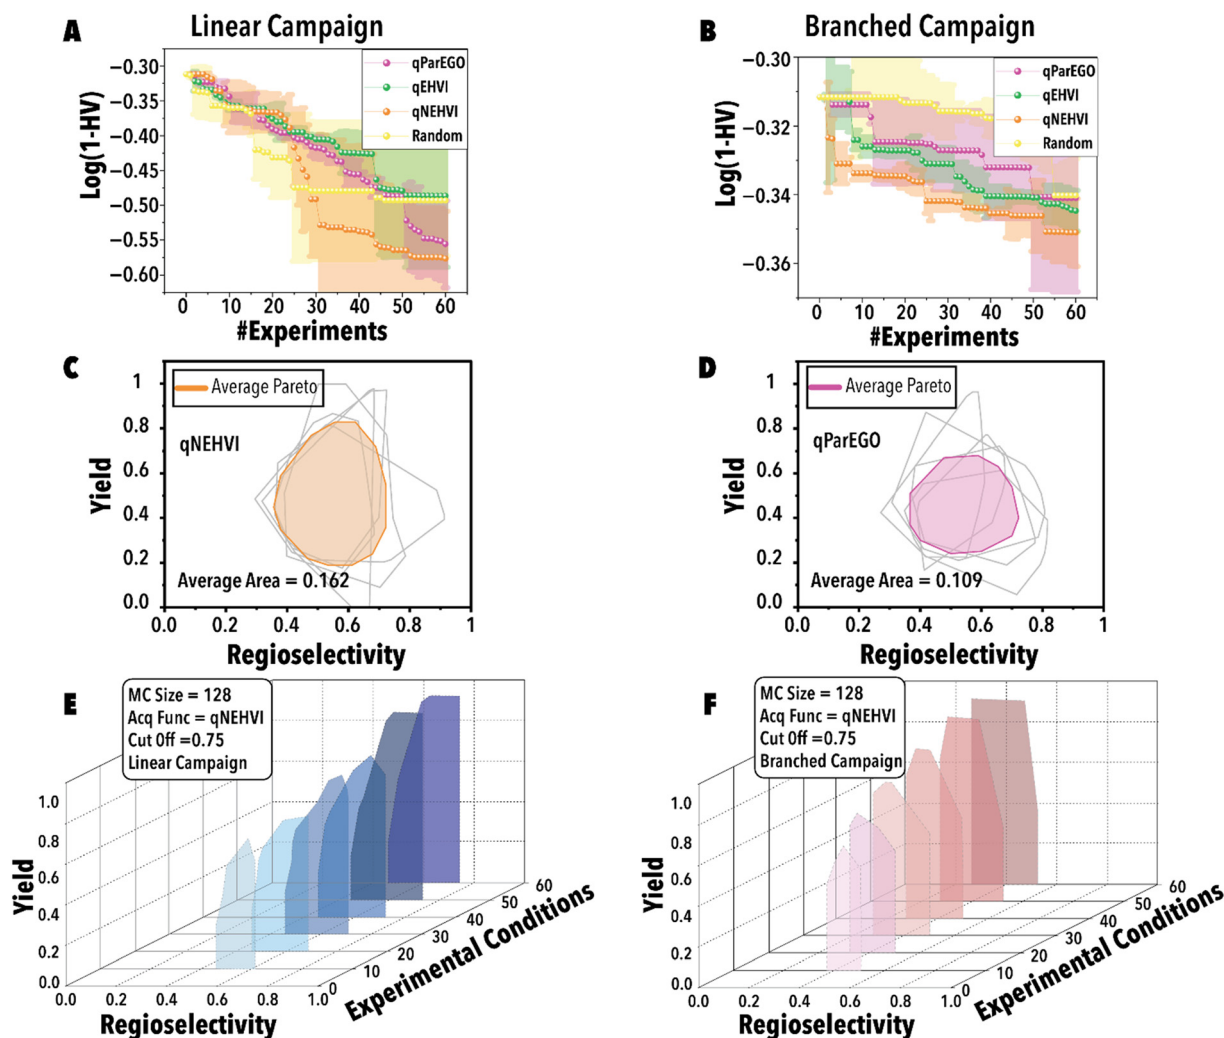 A
Linear Campaign
−0.30
−0.35
−0.40
−0.45
−0.50
−0.55
−0.60
Log(1-HV)
qParEGO
qEHVI
qNEHVI
Random
0 10 20 30 40 50 60
#Experiments
B
Branched Campaign
−0.30
−0.32
−0.34
−0.36
Log(1-HV)
qParEGO
qEHVI
qNEHVI
Random
0 10 20 30 40 50 60
#Experiments
C
Average Pareto
qNEHVI
1
0.8
0.6
0.4
0.2
0.0
Yield
Average Area = 0.162
0.0 0.2 0.4 0.6 0.8 1
Regioselectivity
D
Average Pareto
qParEGO
1
0.8
0.6
0.4
0.2
0.0
Yield
Average Area = 0.109
0.0 0.2 0.4 0.6 0.8 1
Regioselectivity
E
MC Size = 128
Acq Func = qNEHVI
Cut Off =0.75
Linear Campaign
1.0
0.8
0.6
0.4
0.2
0.0
Yield
0.0 0.2 0.4 0.6 0.8 1.0
Regioselectivity
0 10 20 30 40 50 60
Experimental Conditions
F
MC Size = 128
Acq Func = qNEHVI
Cut Off =0.75
Branched Campaign
1.0
0.8
0.6
0.4
0.2
0.0
Yield
0.0 0.2 0.4 0.6 0.8 1.0
Regioselectivity
0 10 20 30 40 50 60
Experimental Conditions